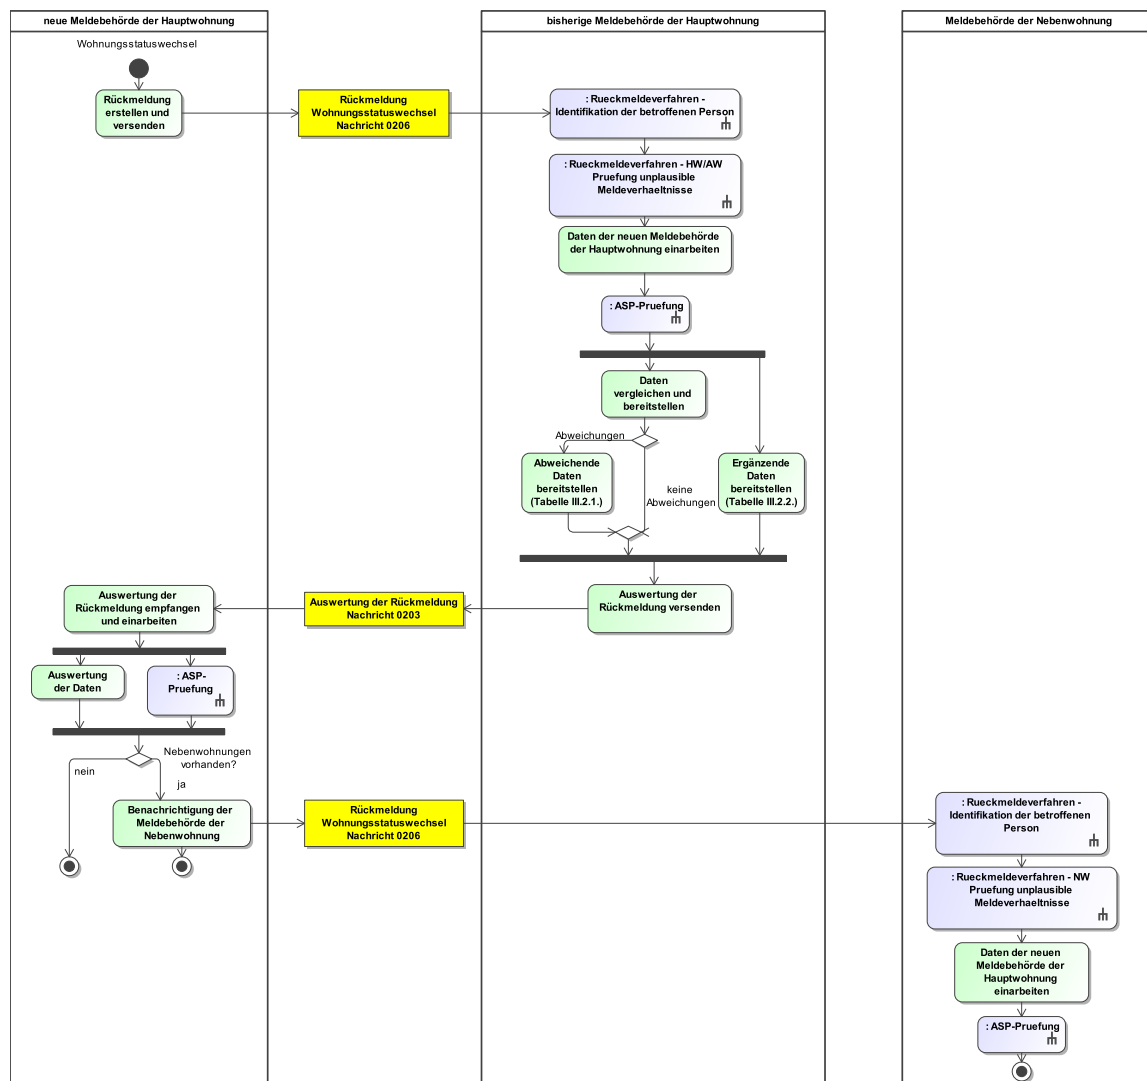 neue Meldebehörde der Hauptwohnung
bisherige Meldebehörde der Hauptwohnung
Meldebehörde der Nebenwohnung
Wohnungsstatuswechsel
Rückmeldung
erstellen und
versenden
Rückmeldung
Wohnungsstatuswechsel
Nachricht 0206
: Rueckmeldeverfahren -
Identifikation der betroffenen Person
: Rueckmeldeverfahren - HW/AW
Pruefung unplausible
Meldeverhaeltnisse
Daten der neuen Meldebehörde
der Hauptwohnung einarbeiten
: ASP-Pruefung
Daten
vergleichen und
bereitstellen
Abweichungen
Abweichende
Daten
bereitstellen
(Tabelle III.2.1.)
keine
Abweichungen
Ergänzende
Daten
bereitstellen
(Tabelle III.2.2.)
Auswertung der
Rückmeldung versenden
Auswertung der Rückmeldung
Nachricht 0203
Auswertung der
Rückmeldung empfangen
und einarbeiten
Auswertung
der Daten
: ASP-
Pruefung
Nebenwohnungen
vorhanden?
nein
ja
Benachrichtigung der
Meldebehörde der
Nebenwohnung
Rückmeldung
Wohnungsstatuswechsel
Nachricht 0206
: Rueckmeldeverfahren -
Identifikation der betroffenen
Person
: Rueckmeldeverfahren - NW
Pruefung unplausible
Meldeverhaeltnisse
Daten der neuen
Meldebehörde der
Hauptwohnung
einarbeiten
: ASP-Pruefung